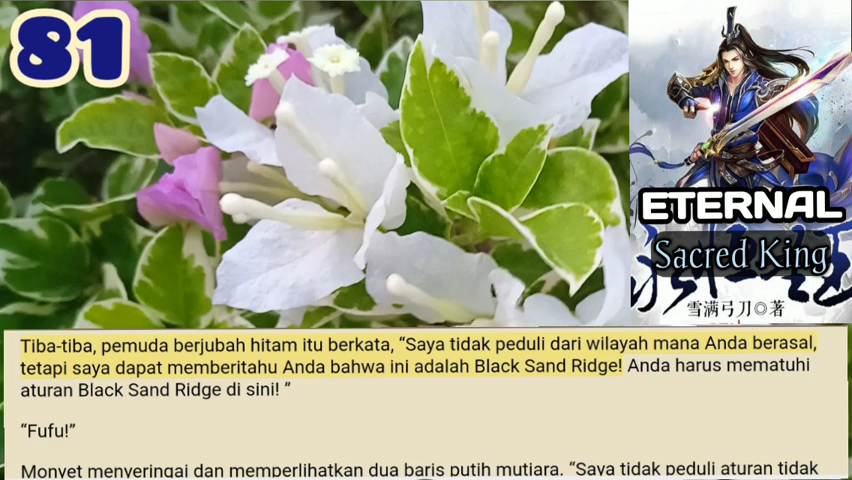 81
ETERNAL
Sacred King
雪满弓刀◎著
Tiba-tiba, pemuda berjubah hitam itu berkata, “Saya tidak peduli dari wilayah mana Anda berasal,
tetapi saya dapat memberitahu Anda bahwa ini adalah Black Sand Ridge! Anda harus mematuhi
aturan Black Sand Ridge di sini! ”
“Fufu!”
Monyet menyeringai dan memperlihatkan dua baris putih mutiara. “Saya tidak peduli aturan tidak